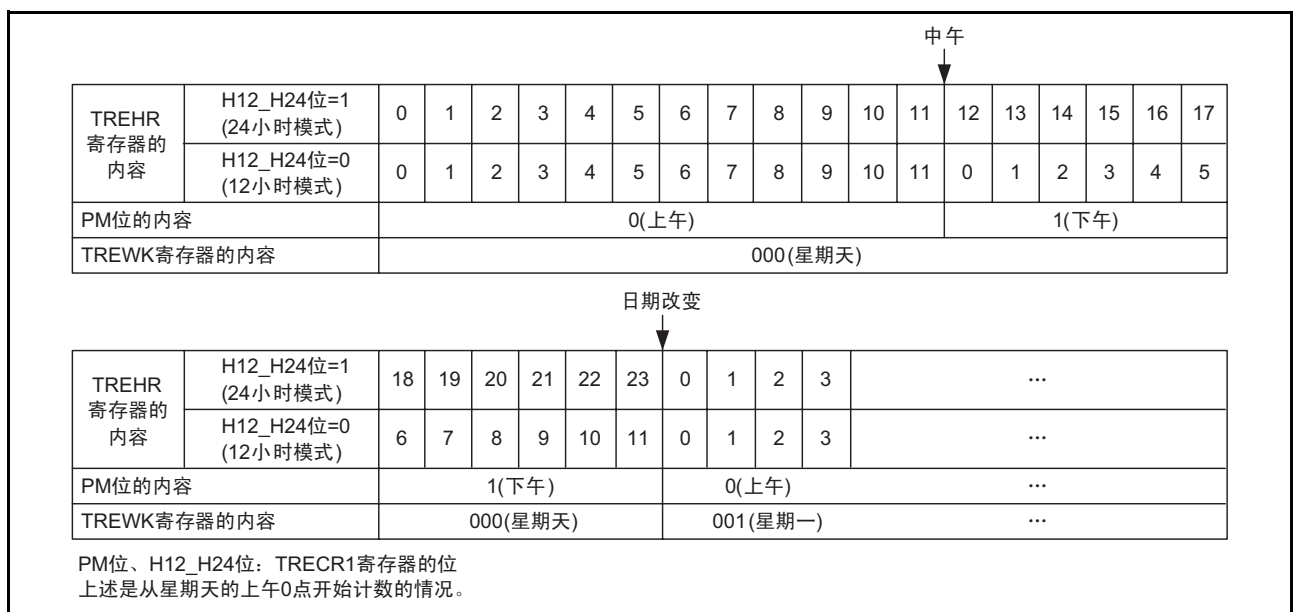 中午
TREHR
寄存器的
内容
H12_H24位=1
(24小时模式)
0 1 2 3 4 5 6 7 8 9 10 11 12 13 14 15 16 17
H12_H24位=0
(12小时模式)
0 1 2 3 4 5 6 7 8 9 10 11 0 1 2 3 4 5
PM位的内容 0(上午) 1(下午)
TREWK寄存器的内容 000(星期天)
日期改变
TREHR
寄存器的
内容
H12_H24位=1
(24小时模式)
18 19 20 21 22 23 0 1 2 3 …
H12_H24位=0
(12小时模式)
6 7 8 9 10 11 0 1 2 3 …
PM位的内容 1(下午) 0(上午) …
TREWK寄存器的内容 000(星期天) 001(星期一) …
PM位、H12_H24位：TRECR1寄存器的位
上述是从星期天的上午0点开始计数的情况。